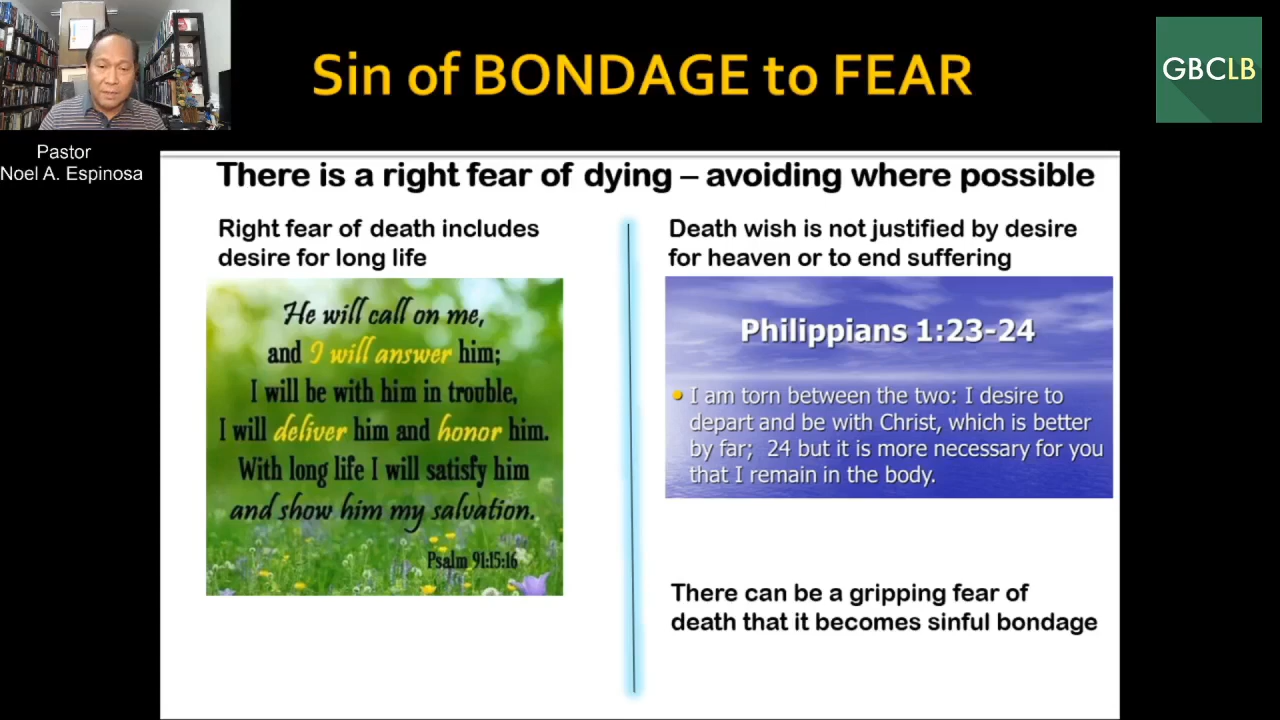 Sin of BONDAGE to FEAR
GBCLB
Pastor
Noel A. Espinosa
There is a right fear of dying – avoiding where possible
Right fear of death includes
desire for long life
He will call on me,
and I will answer him;
I will be with him in trouble,
I will deliver him and honor him.
With long life I will satisfy him
and show him my salvation.
Psalm 91:15:16
Death wish is not justified by desire
for heaven or to end suffering
Philippians 1:23-24
• I am torn between the two: I desire to
depart and be with Christ, which is better
by far; 24 but it is more necessary for you
that I remain in the body.
There can be a gripping fear of
death that it becomes sinful bondage